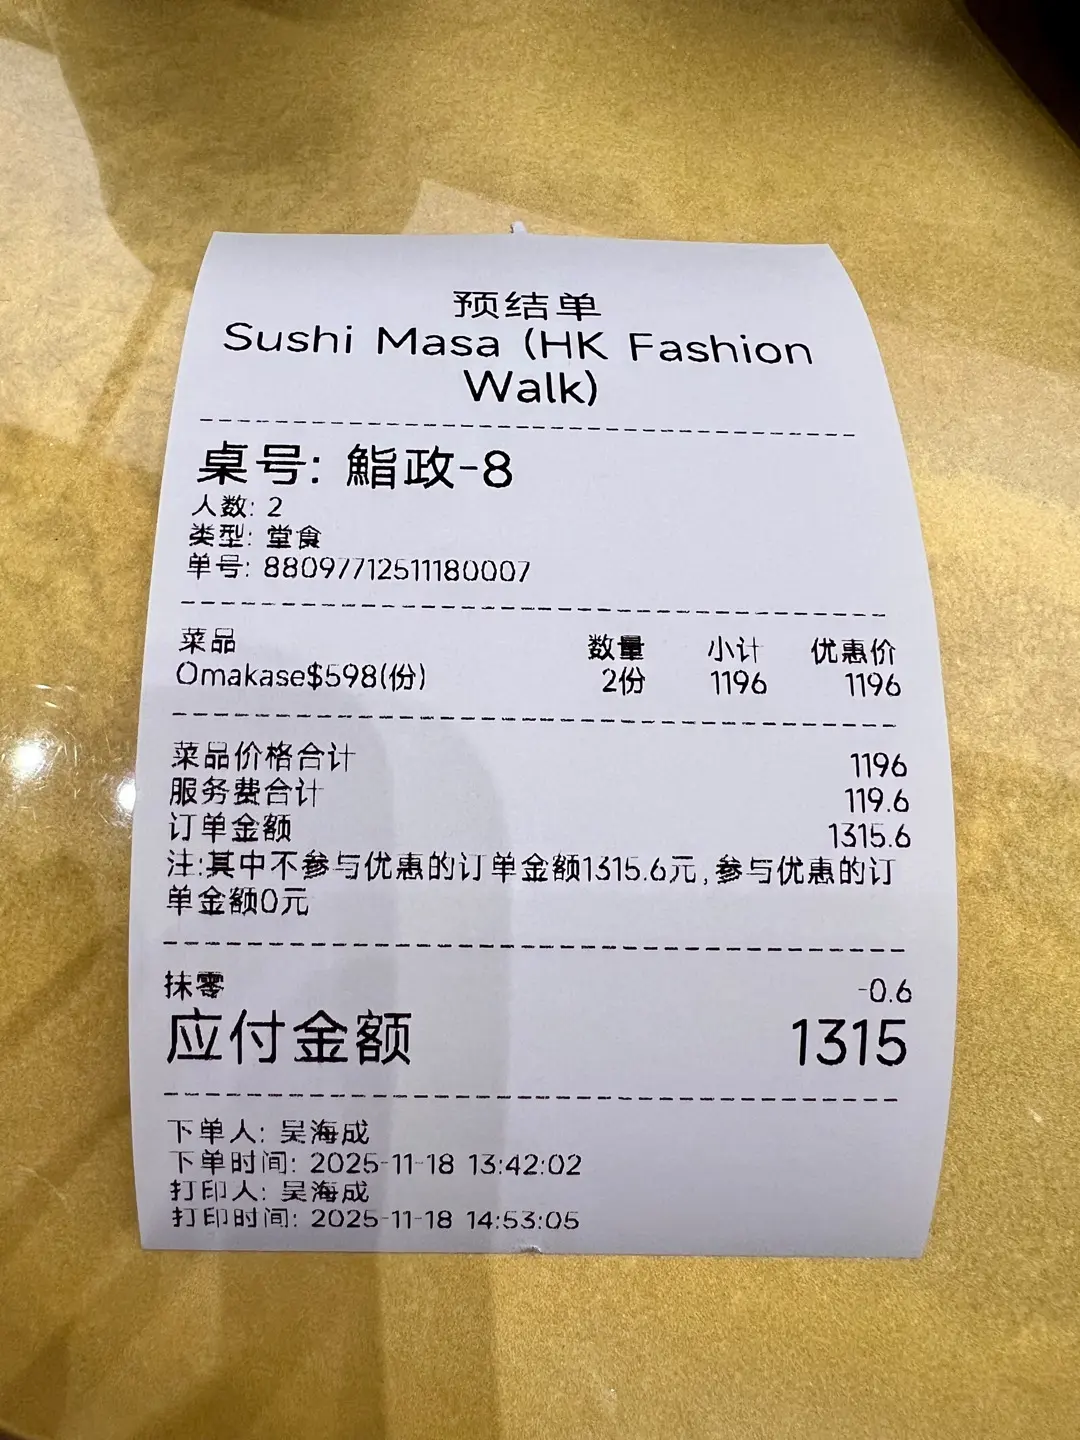 预结单
Sushi Masa (HK Fashion
Walk)
桌号: 鮨政-8
人数: 2
类型: 堂食
单号: 88097712511180007
菜品 数量 小计 优惠价
Omakase$598(份) 2份 1196 1196
菜品价格合计 1196
服务费合计 119.6
订单金额 1315.6
注:其中不参与优惠的订单金额1315.6元,参与优惠的订
单金额0元
抹零 -0.6
应付金额 1315
下单人: 吴海成
下单时间: 2025-11-18 13:42:02
打印人: 吴海成
打印时间: 2025-11-18 14:53:05